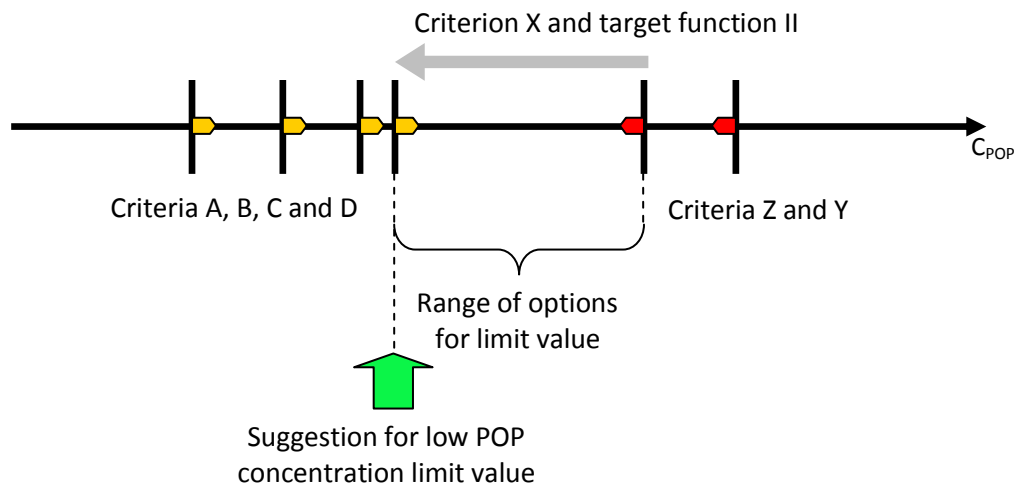 Criterion X and target function II
C_POP
Criteria A, B, C and D
Criteria Z and Y
Range of options
for limit value
Suggestion for low POP
concentration limit value